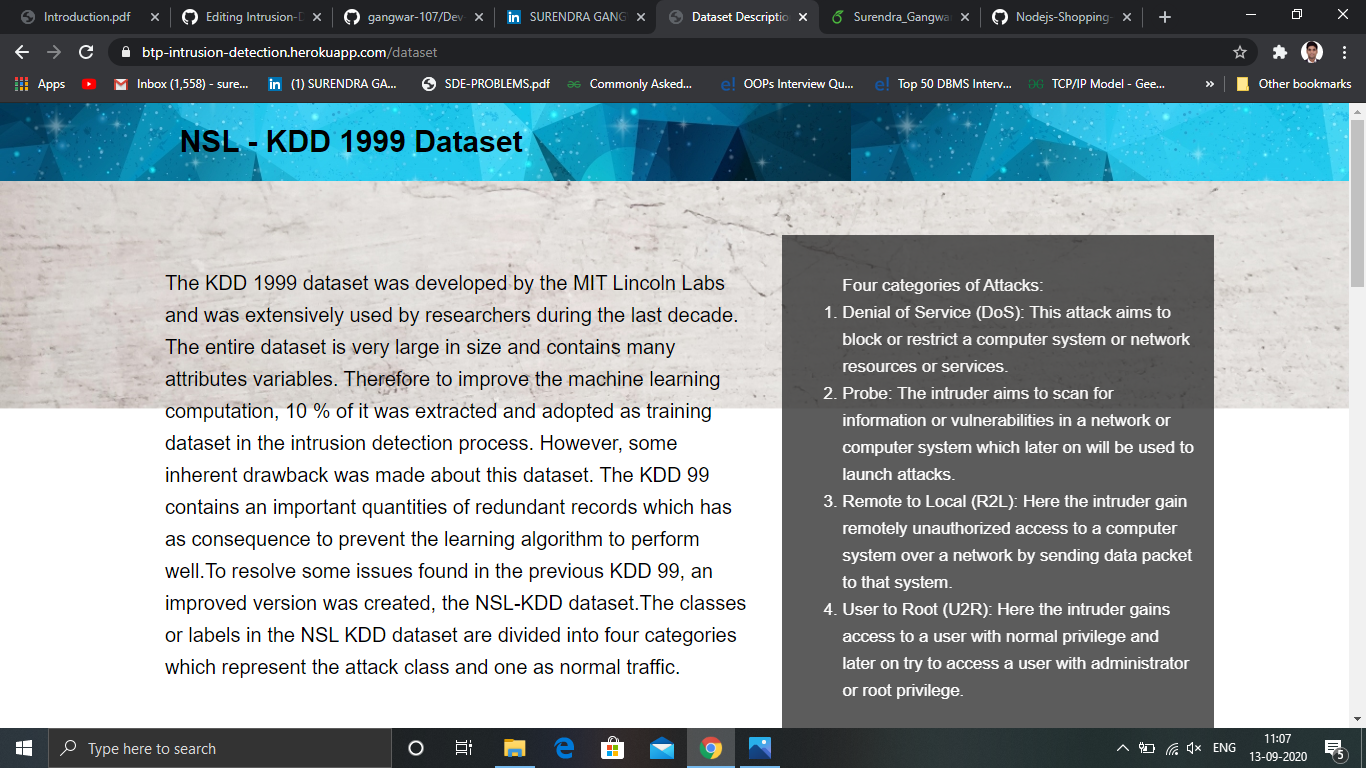 Introduction.pdf
Editing Intrusion-D
gangwar-107/Dev
SURENDRA GANG
Dataset Descriptio
Surendra_Gangwa
Nodejs-Shopping-
btp-intrusion-detection.herokuapp.com/dataset
Apps
Inbox (1,558) - sure...
(1) SURENDRA GA...
SDE-PROBLEMS.pdf
Commonly Asked...
OOPs Interview Qu...
Top 50 DBMS Interv...
TCP/IP Model - Gee...
»
Other bookmarks
NSL - KDD 1999 Dataset
The KDD 1999 dataset was developed by the MIT Lincoln Labs
and was extensively used by researchers during the last decade.
The entire dataset is very large in size and contains many
attributes variables. Therefore to improve the machine learning
computation, 10 % of it was extracted and adopted as training
dataset in the intrusion detection process. However, some
inherent drawback was made about this dataset. The KDD 99
contains an important quantities of redundant records which has
as consequence to prevent the learning algorithm to perform
well.To resolve some issues found in the previous KDD 99, an
improved version was created, the NSL-KDD dataset.The classes
or labels in the NSL KDD dataset are divided into four categories
which represent the attack class and one as normal traffic.
Four categories of Attacks:
1. Denial of Service (DoS): This attack aims to
block or restrict a computer system or network
resources or services.
2. Probe: The intruder aims to scan for
information or vulnerabilities in a network or
computer system which later on will be used to
launch attacks.
3. Remote to Local (R2L): Here the intruder gain
remotely unauthorized access to a computer
system over a network by sending data packet
to that system.
4. User to Root (U2R): Here the intruder gains
access to a user with normal privilege and
later on try to access a user with administrator
or root privilege.
Type here to search
ENG
11:07
13-09-2020
5